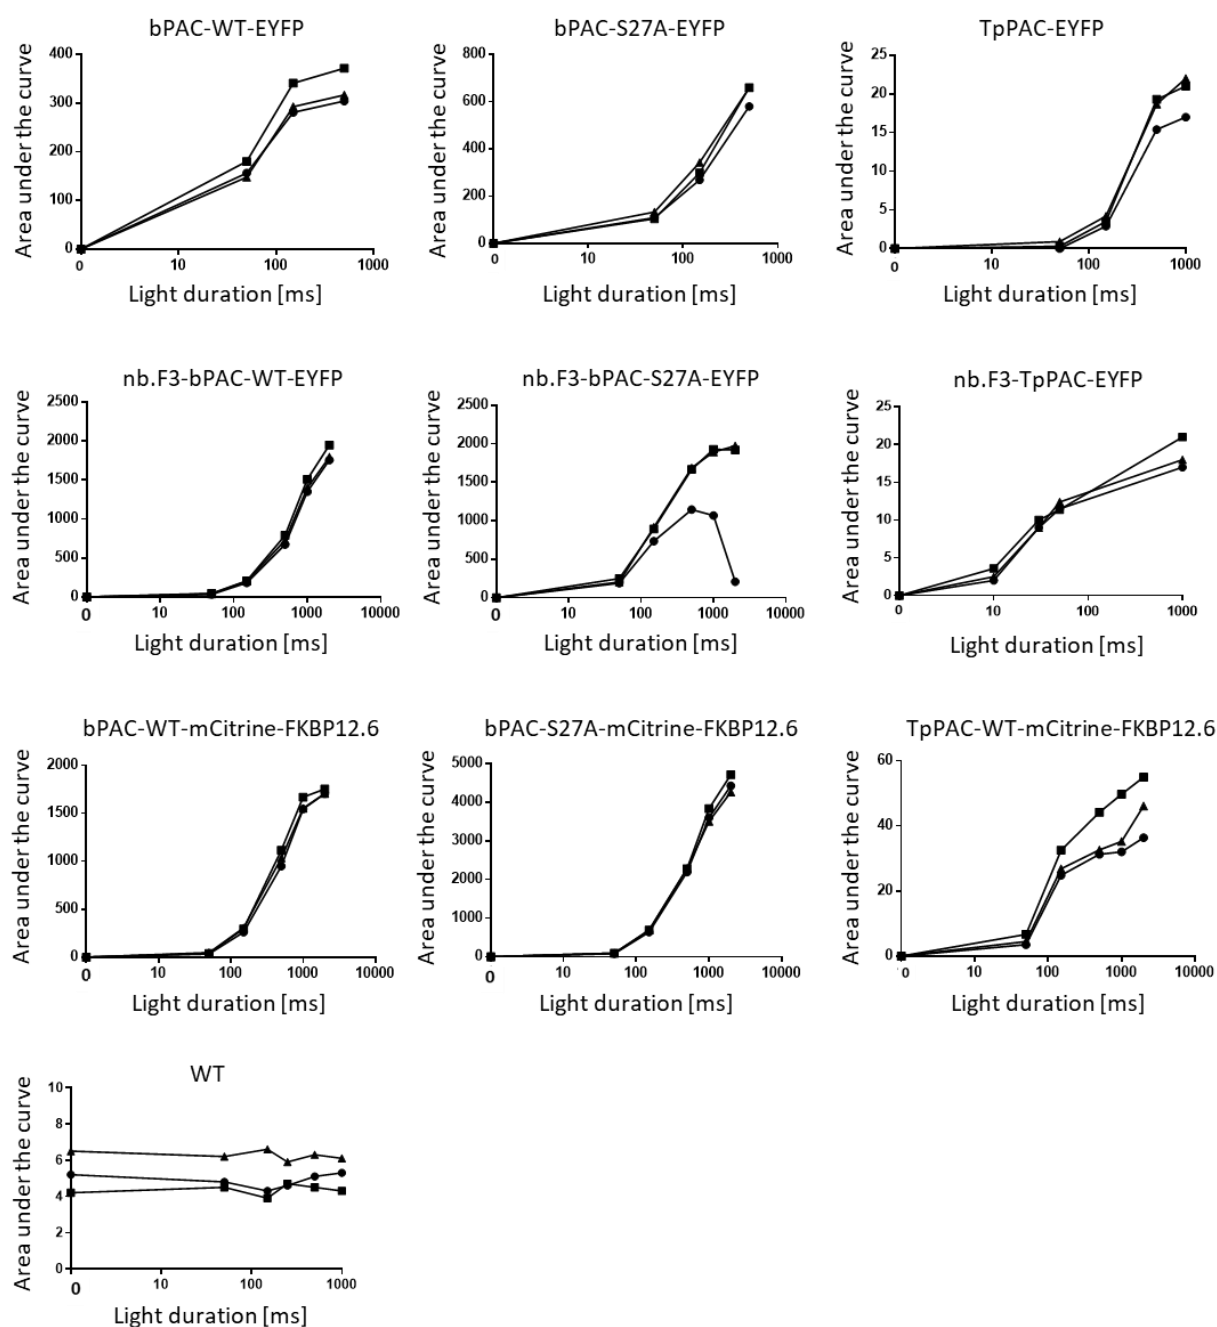 bPAC-WT-EYFP
Area under the curve
400
300
200
100
0
0 10 100 1000
Light duration [ms]
bPAC-S27A-EYFP
Area under the curve
800
600
400
200
0
0 10 100 1000
Light duration [ms]
TpPAC-EYFP
Area under the curve
25
20
15
10
5
0
0 10 100 1000
Light duration [ms]
nb.F3-bPAC-WT-EYFP
Area under the curve
2500
2000
1500
1000
500
0
0 10 100 1000 10000
Light duration [ms]
nb.F3-bPAC-S27A-EYFP
Area under the curve
2500
2000
1500
1000
500
0
0 10 100 1000 10000
Light duration [ms]
nb.F3-TpPAC-EYFP
Area under the curve
25
20
15
10
5
0
0 10 100 1000
Light duration [ms]
bPAC-WT-mCitrine-FKBP12.6
Area under the curve
2000
1500
1000
500
0
0 10 100 1000 10000
Light duration [ms]
bPAC-S27A-mCitrine-FKBP12.6
Area under the curve
5000
4000
3000
2000
1000
0
0 10 100 1000 10000
Light duration [ms]
TpPAC-WT-mCitrine-FKBP12.6
Area under the curve
60
40
20
0
0 10 100 1000 10000
Light duration [ms]
WT
Area under the curve
10
8
6
4
2
0
0 10 100 1000
Light duration [ms]